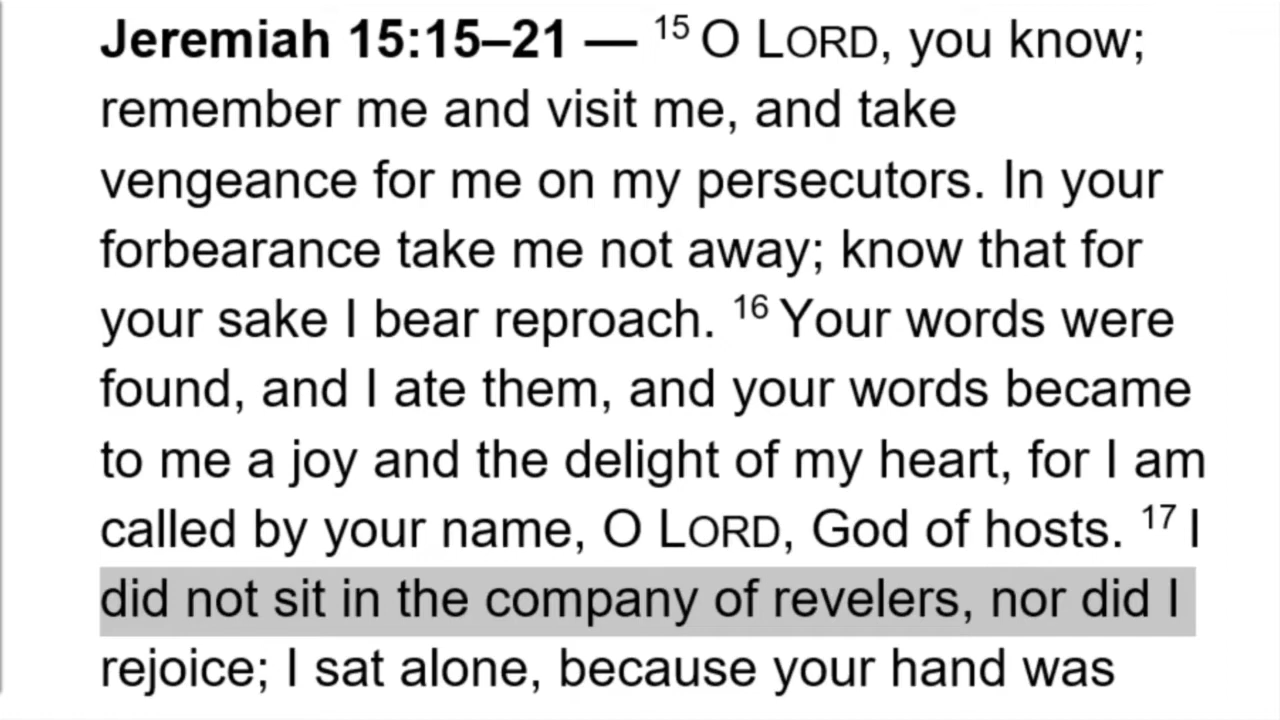 Jeremiah 15:15–21 — 15 O LORD, you know;
remember me and visit me, and take
vengeance for me on my persecutors. In your
forbearance take me not away; know that for
your sake I bear reproach. 16 Your words were
found, and I ate them, and your words became
to me a joy and the delight of my heart, for I am
called by your name, O LORD, God of hosts. 17 I
did not sit in the company of revelers, nor did I
rejoice; I sat alone, because your hand was